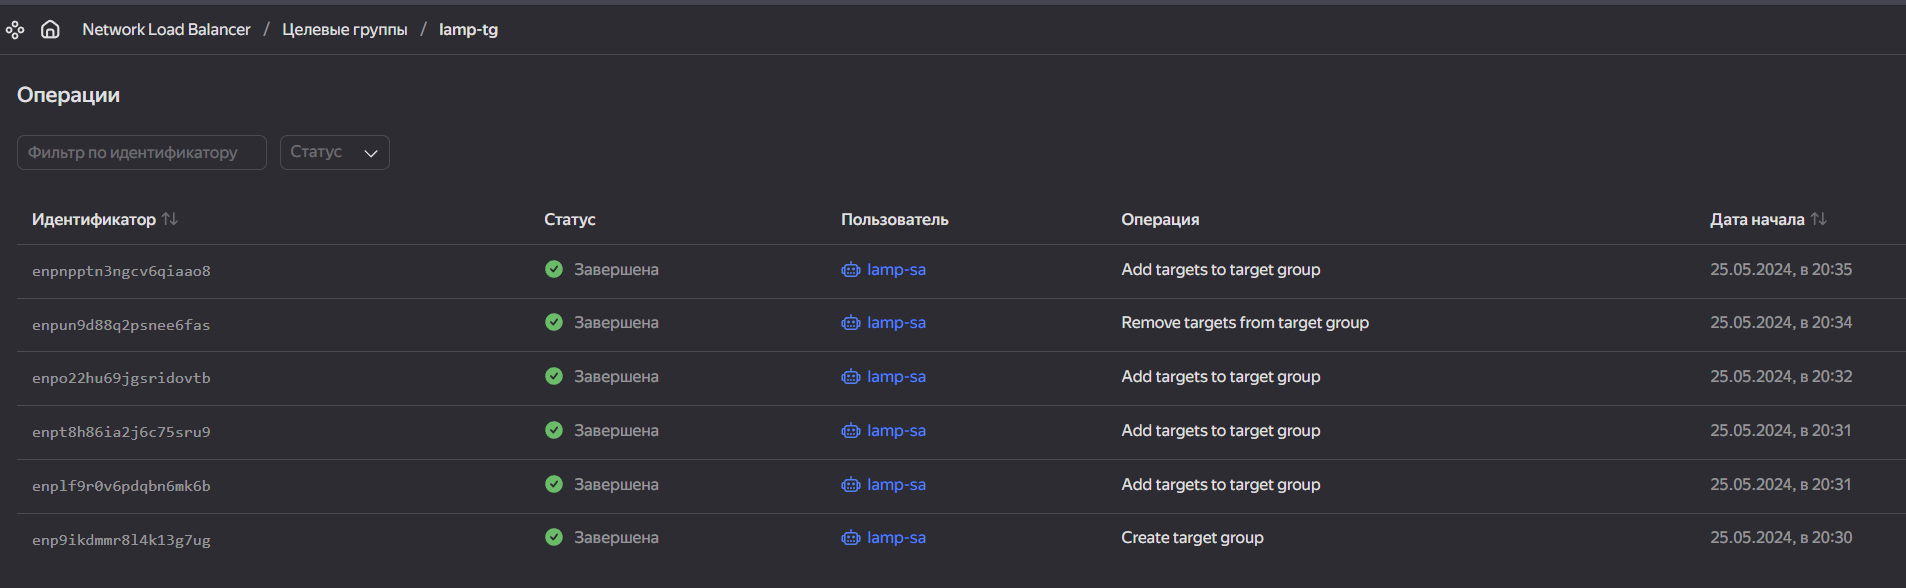 Network Load Balancer / Целевые группы / lamp-tg
Операции
Фильтр по идентификатору Статус
Идентификатор Статус Пользователь Операция Дата начала
enpnpptn3ngcv6qiaao8 Завершена lamp-sa Add targets to target group 25.05.2024, в 20:35
enpun9d88q2psnee6fas Завершена lamp-sa Remove targets from target group 25.05.2024, в 20:34
enpo22hu69jgsridovtb Завершена lamp-sa Add targets to target group 25.05.2024, в 20:32
enpt8h86ia2j6c75sru9 Завершена lamp-sa Add targets to target group 25.05.2024, в 20:31
enplf9r0v6pdqbn6mk6b Завершена lamp-sa Add targets to target group 25.05.2024, в 20:31
enp9ikdmmr8l4k13g7ug Завершена lamp-sa Create target group 25.05.2024, в 20:30